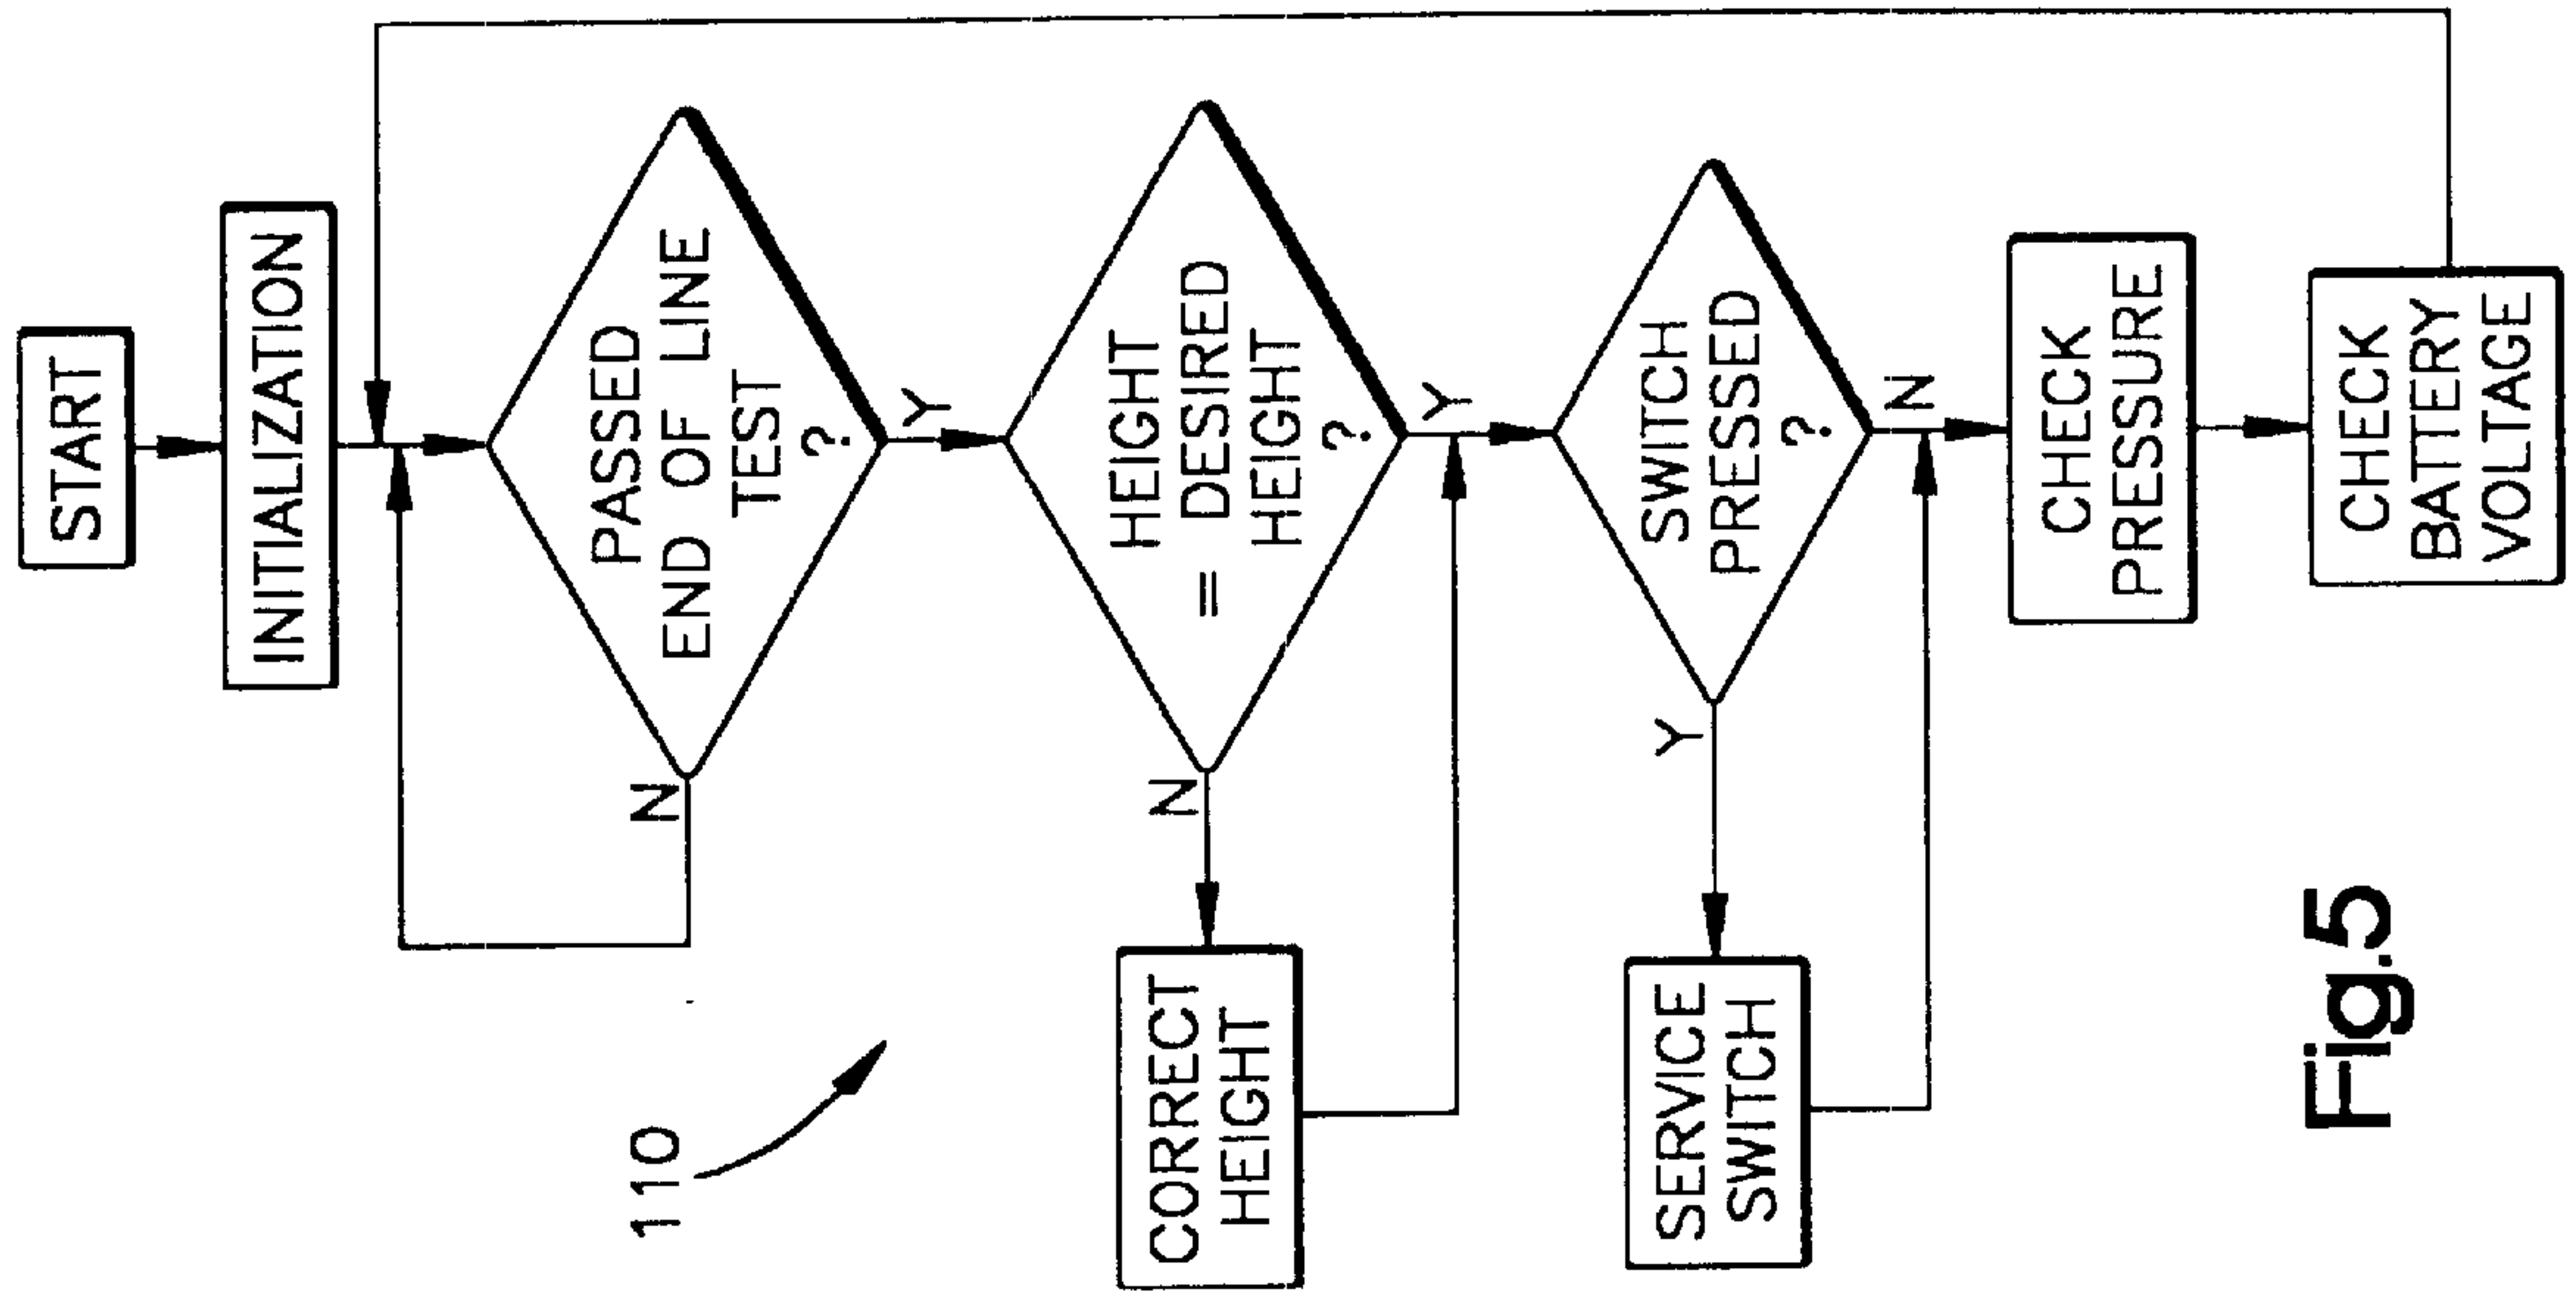 START
INITIALIZATION
PASSED
END OF LINE
TEST
?
N
Y
HEIGHT
= DESIRED
HEIGHT
?
N
Y
CORRECT
HEIGHT
SWITCH
PRESSED
?
Y
N
SERVICE
SWITCH
CHECK
PRESSURE
CHECK
BATTERY
VOLTAGE
110
Fig.5